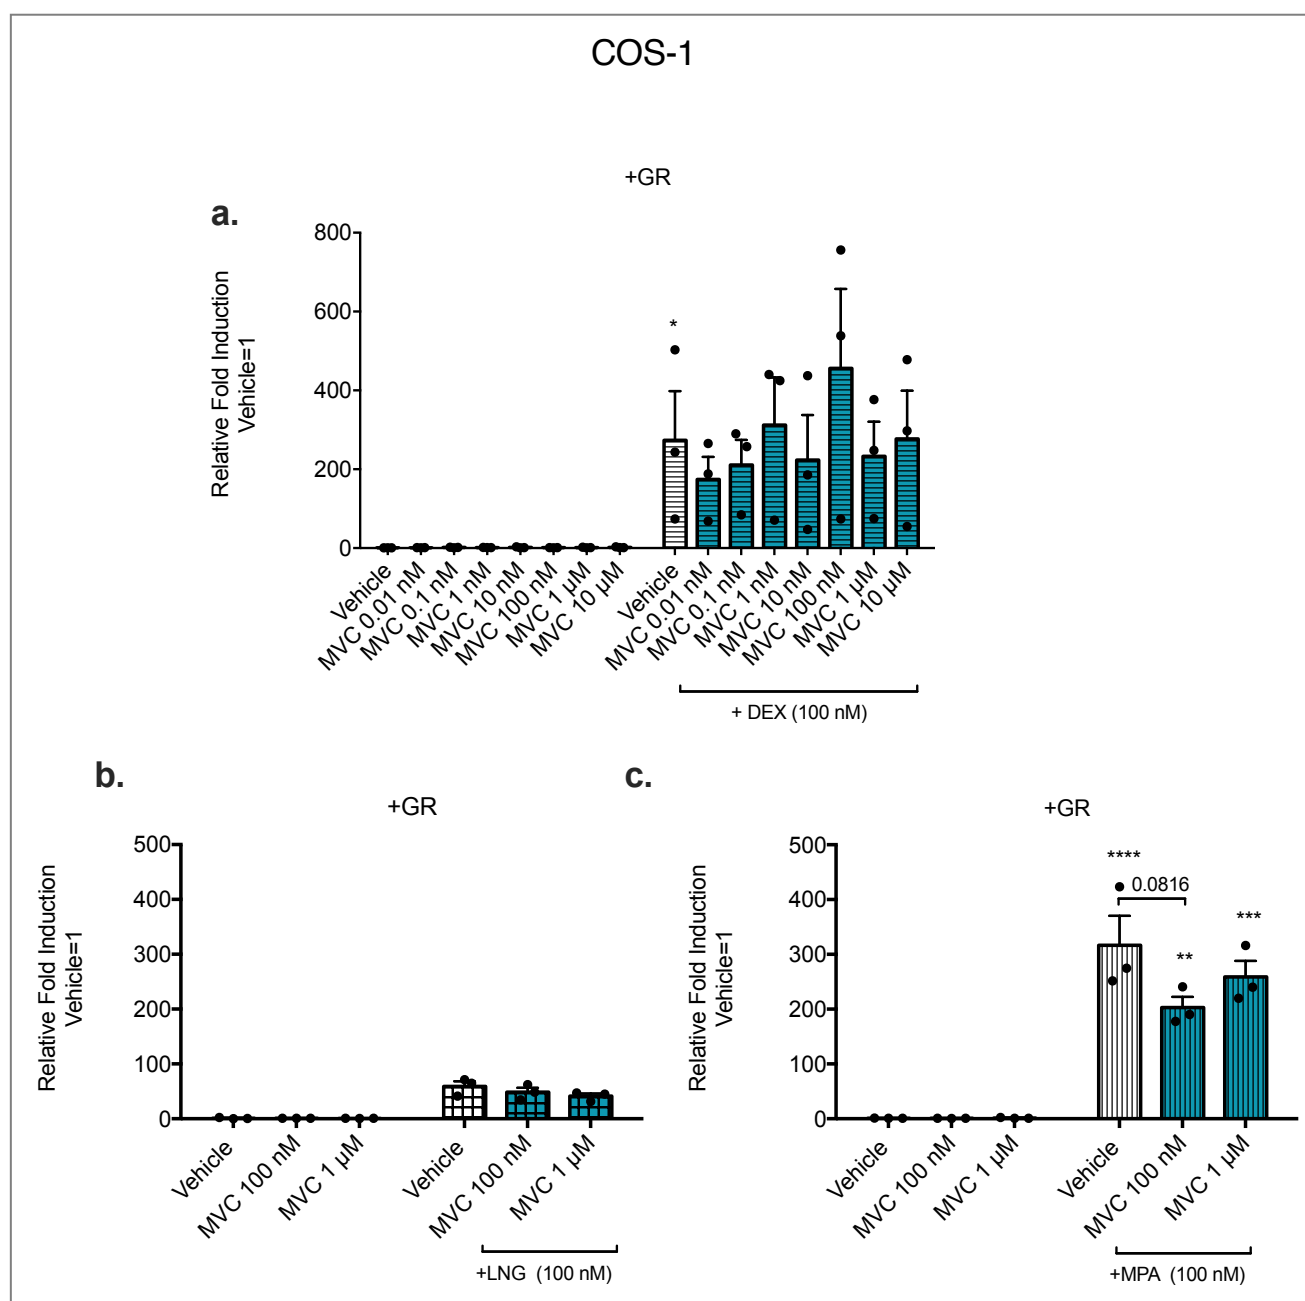 COS-1
+GR
a.
Relative Fold Induction
Vehicle=1
800
600
400
200
0
*
Vehicle
MVC 0.01 nM
MVC 0.1 nM
MVC 1 nM
MVC 10 nM
MVC 100 nM
MVC 1 µM
MVC 10 µM
Vehicle
MVC 0.01 nM
MVC 0.1 nM
MVC 1 nM
MVC 10 nM
MVC 100 nM
MVC 1 µM
MVC 10 µM
+ DEX (100 nM)
b.
+GR
Relative Fold Induction
Vehicle=1
500
400
300
200
100
0
Vehicle
MVC 100 nM
MVC 1 µM
Vehicle
MVC 100 nM
MVC 1 µM
+LNG (100 nM)
c.
+GR
Relative Fold Induction
Vehicle=1
500
400
300
200
100
0
****
0.0816
**
***
Vehicle
MVC 100 nM
MVC 1 µM
Vehicle
MVC 100 nM
MVC 1 µM
+MPA (100 nM)